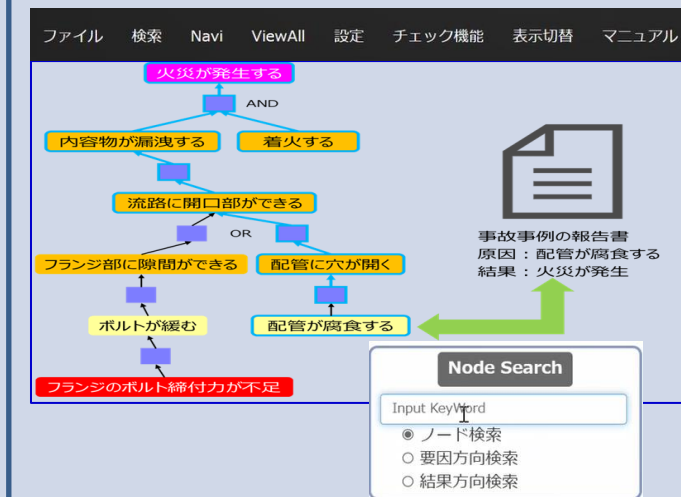 ファイル 検索 Navi ViewAll 設定 チェック機能 表示切替 マニュアル
火災が発生する
AND
内容物が漏洩する 着火する
流路に開口部ができる
OR
フランジ部に隙間ができる 配管に穴が開く
ボルトが緩む 配管が腐食する
フランジのボルト締付力が不足
事故事例の報告書
原因：配管が腐食する
結果：火災が発生
Node Search
Input KeyWord
ノード検索
要因方向検索
結果方向検索